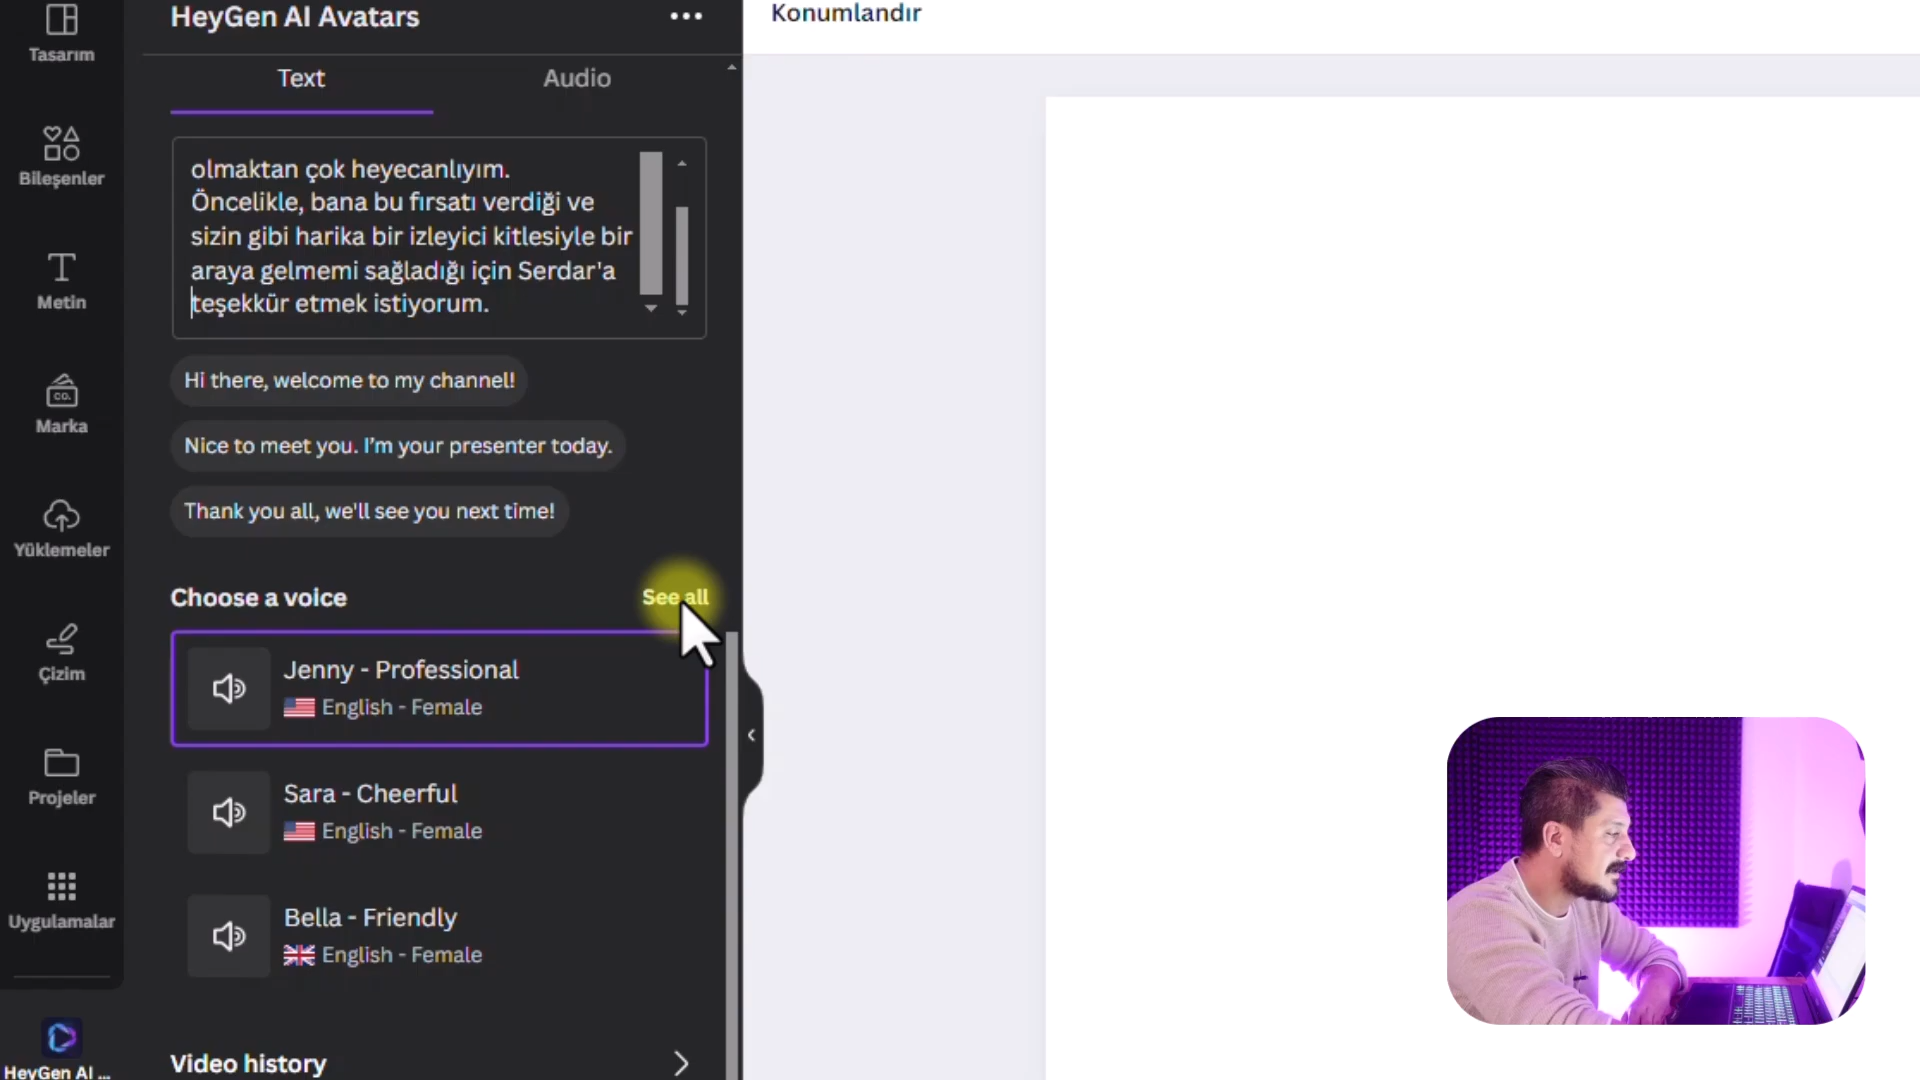 HeyGen AI Avatars
Konumlandır
Tasarım
Text
Audio
olmaktan çok heyecanlıyım.
Öncelikle, bana bu fırsatı verdiği ve
sizin gibi harika bir izleyici kitlesiyle bir
araya gelmemi sağladığı için Serdar'a
teşekkür etmek istiyorum.
Bileşenler
Metin
Hi there, welcome to my channel!
CO.
Marka
Nice to meet you. I'm your presenter today.
Thank you all, we'll see you next time!
Yüklemeler
Choose a voice
See all
Çizim
Jenny - Professional
English - Female
Projeler
Sara - Cheerful
English - Female
Uygulamalar
Bella - Friendly
English - Female
HeyGen AI ...
Video history